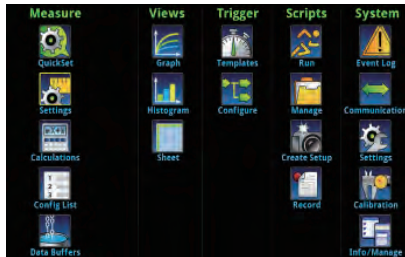 Measure Views Trigger Scripts System
QuickSet Graph Templates Run Event Log
Settings Histogram Configure Manage Communication
Calculations Sheet Create Setup Settings
Config List Record Calibration
Data Buffers Info/Manage